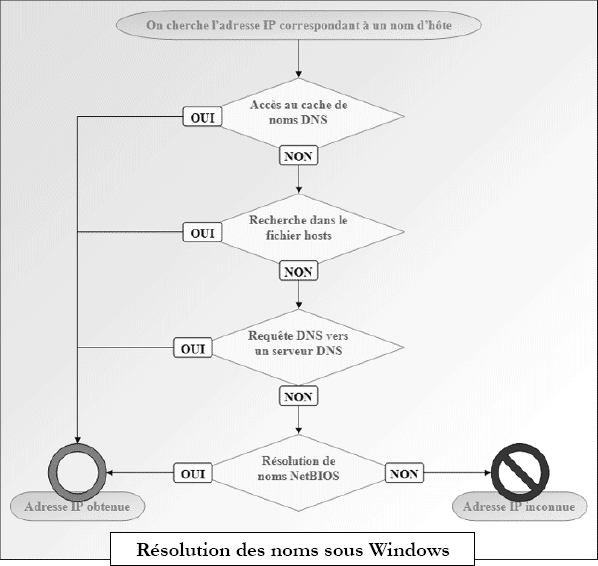 On cherche l'adresse IP correspondant à un nom d'hôte
Accès au cache de
noms DNS
OUI
NON
Recherche dans le
fichier hosts
OUI
NON
Requête DNS vers
un serveur DNS
OUI
NON
Résolution de
noms NetBIOS
OUI
NON
Adresse IP obtenue
Adresse IP inconnue
Résolution des noms sous Windows